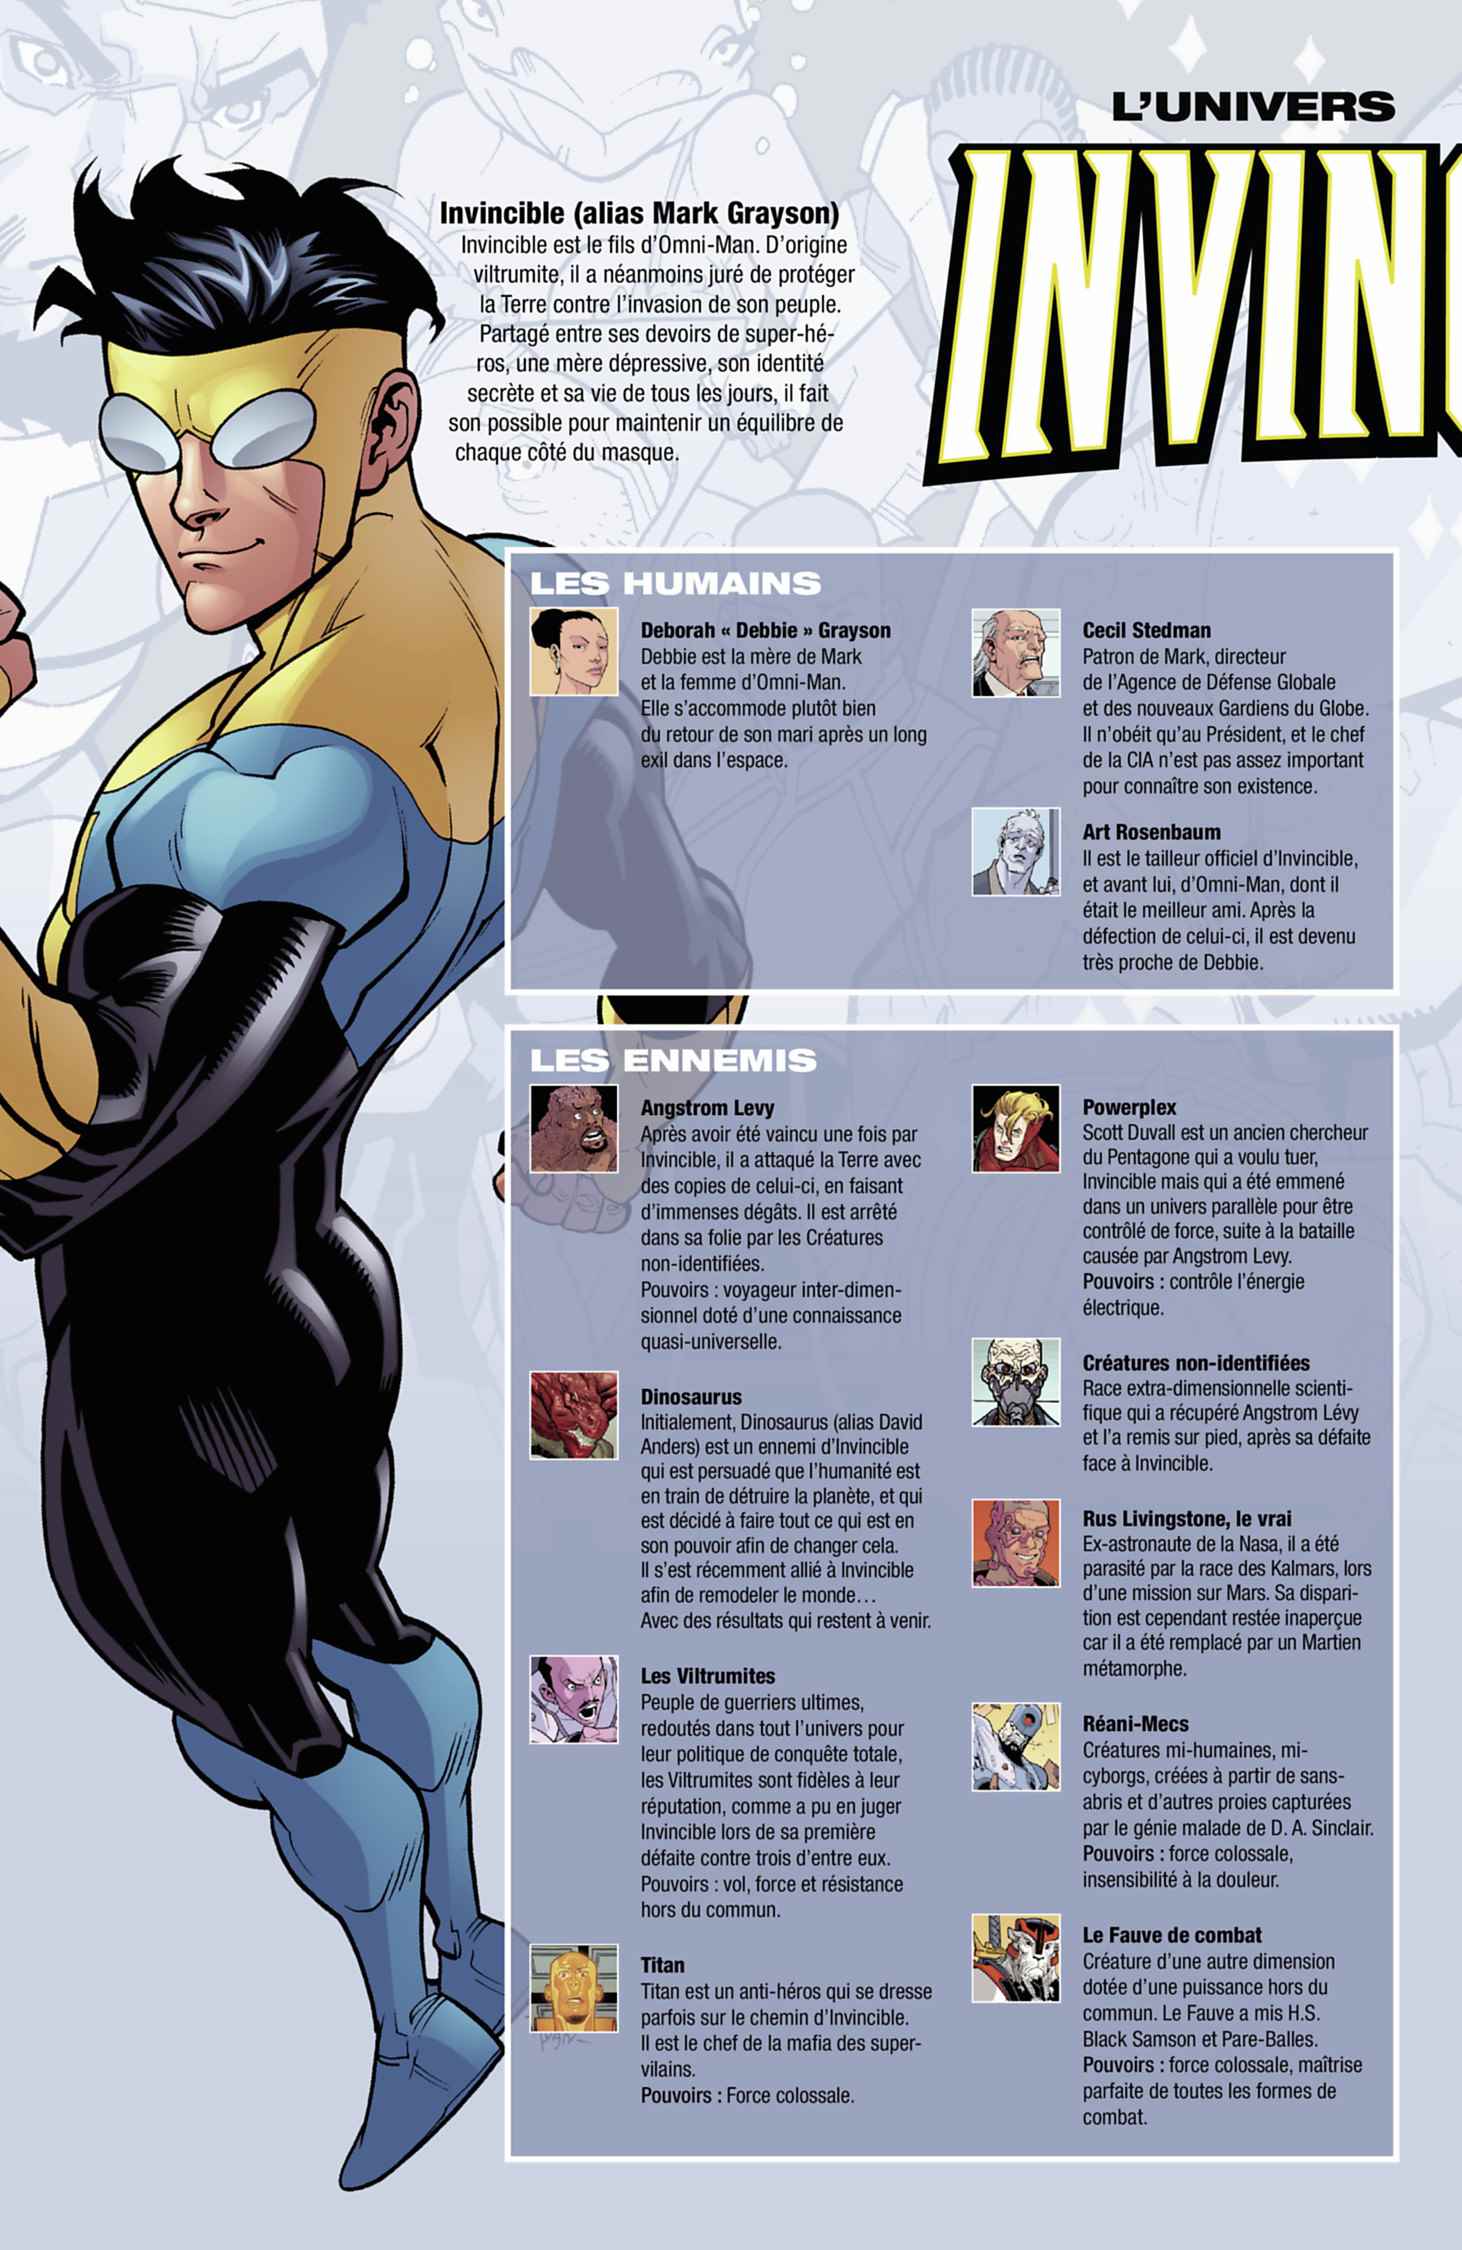 L'UNIVERS
INVINC
Invincible (alias Mark Grayson)
Invincible est le fils d'Omni-Man. D'origine
viltrumite, il a néanmoins juré de protéger
la Terre contre l'invasion de son peuple.
Partagé entre ses devoirs de super-hé-
ros, une mère dépressive, son identité
secrète et sa vie de tous les jours, il fait
son possible pour maintenir un équilibre de
chaque côté du masque.
LES HUMAINS
Deborah « Debbie » Grayson
Debbie est la mère de Mark
et la femme d'Omni-Man.
Elle s'accommode plutôt bien
du retour de son mari après un long
exil dans l'espace.
Cecil Stedman
Patron de Mark, directeur
de l'Agence de Défense Globale
et des nouveaux Gardiens du Globe.
Il n'obéit qu'au Président, et le chef
de la CIA n'est pas assez important
pour connaître son existence.
Art Rosenbaum
Il est le tailleur officiel d'Invincible,
et avant lui, d'Omni-Man, dont il
était le meilleur ami. Après la
défection de celui-ci, il est devenu
très proche de Debbie.
LES ENNEMIS
Angstrom Levy
Après avoir été vaincu une fois par
Invincible, il a attaqué la Terre avec
des copies de celui-ci, en faisant
d'immenses dégâts. Il est arrêté
dans sa folie par les Créatures
non-identifiées.
Pouvoirs : voyageur inter-dimen-
sionnel doté d'une connaissance
quasi-universelle.
Dinosaurus
Initialement, Dinosaurus (alias David
Anders) est un ennemi d'Invincible
qui est persuadé que l'humanité est
en train de détruire la planète, et qui
est décidé à faire tout ce qui est en
son pouvoir afin de changer cela.
Il s'est récemment allié à Invincible
afin de remodeler le monde…
Avec des résultats qui restent à venir.
Les Viltrumites
Peuple de guerriers ultimes,
redoutés dans tout l'univers pour
leur politique de conquête totale,
les Viltrumites sont fidèles à leur
réputation, comme a pu en juger
Invincible lors de sa première
défaite contre trois d'entre eux.
Pouvoirs : vol, force et résistance
hors du commun.
Titan
Titan est un anti-héros qui se dresse
parfois sur le chemin d'Invincible.
Il est le chef de la mafia des super-
vilains.
Pouvoirs : Force colossale.
Powerplex
Scott Duvall est un ancien chercheur
du Pentagone qui a voulu tuer,
Invincible mais qui a été emmené
dans un univers parallèle pour être
contrôlé de force, suite à la bataille
causée par Angstrom Levy.
Pouvoirs : contrôle l'énergie
électrique.
Créatures non-identifiées
Race extra-dimensionnelle scienti-
fique qui a récupéré Angstrom Lévy
et l'a remis sur pied, après sa défaite
face à Invincible.
Rus Livingstone, le vrai
Ex-astronaute de la Nasa, il a été
parasité par la race des Kalmars, lors
d'une mission sur Mars. Sa dispari-
tion est cependant restée inaperçue
car il a été remplacé par un Martien
métamorphe.
Réani-Mecs
Créatures mi-humaines, mi-
cyborgs, créées à partir de sans-
abris et d'autres proies capturées
par le génie malade de D. A. Sinclair.
Pouvoirs : force colossale,
insensibilité à la douleur.
Le Fauve de combat
Créature d'une autre dimension
dotée d'une puissance hors du
commun. Le Fauve a mis H.S.
Black Samson et Pare-Balles.
Pouvoirs : force colossale, maîtrise
parfaite de toutes les formes de
combat.